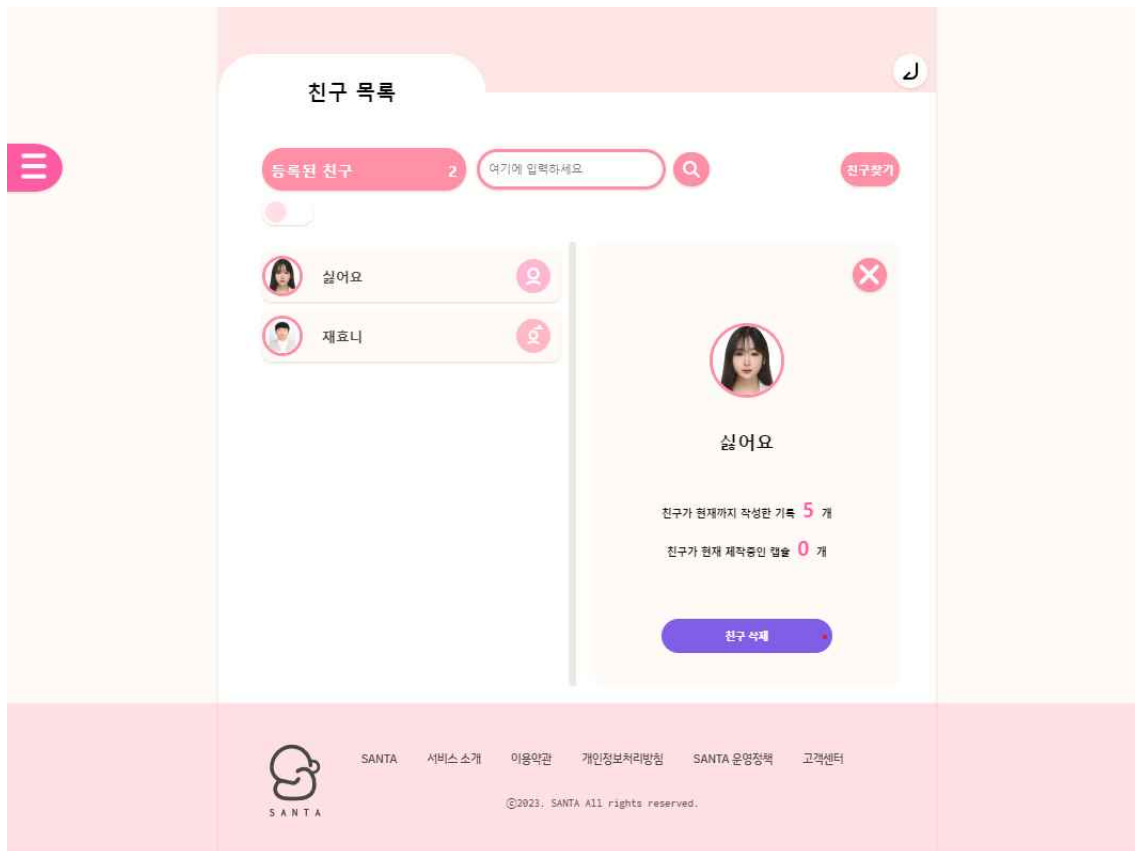 친구 목록
등록된 친구 2
여기에 입력하세요
친구찾기
싫어요
재효니
싫어요
친구가 현재까지 작성한 기록 5 개
친구가 현재 제작중인 캡슐 0 개
친구 삭제
SANTA 서비스 소개 이용약관 개인정보처리방침 SANTA 운영정책 고객센터
SANTA
ⓒ2023. SANTA All rights reserved.